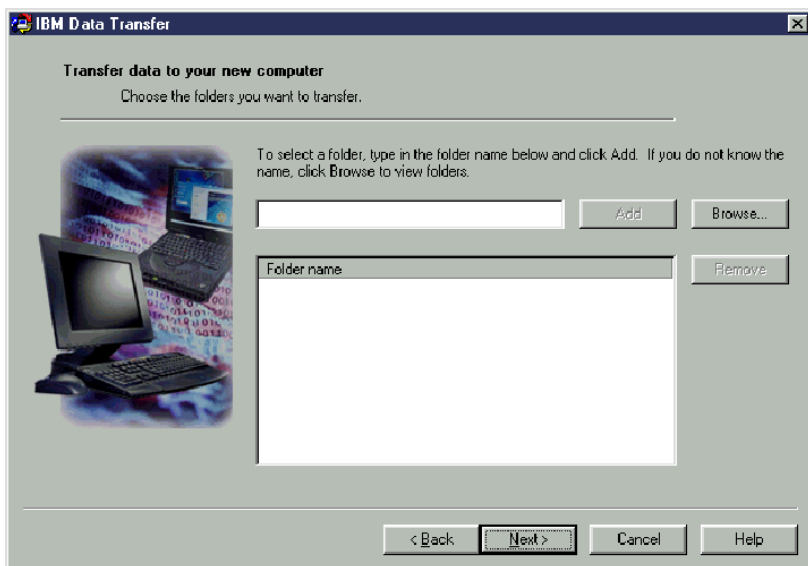 IBM Data Transfer
Transfer data to your new computer
Choose the folders you want to transfer.
To select a folder, type in the folder name below and click Add. If you do not know the
name, click Browse to view folders.
Add
Browse...
Folder name
Remove
< Back
Next >
Cancel
Help